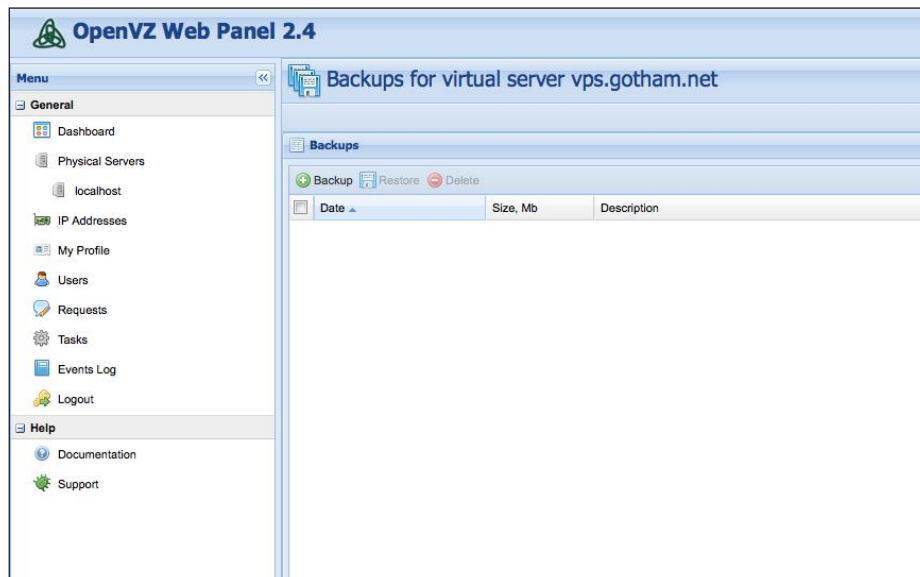 OpenVZ Web Panel 2.4
Menu
General
Dashboard
Physical Servers
localhost
IP Addresses
My Profile
Users
Requests
Tasks
Events Log
Logout
Help
Documentation
Support
Backups for virtual server vps.gotham.net
Backups
Backup Restore Delete
Date Size, Mb Description